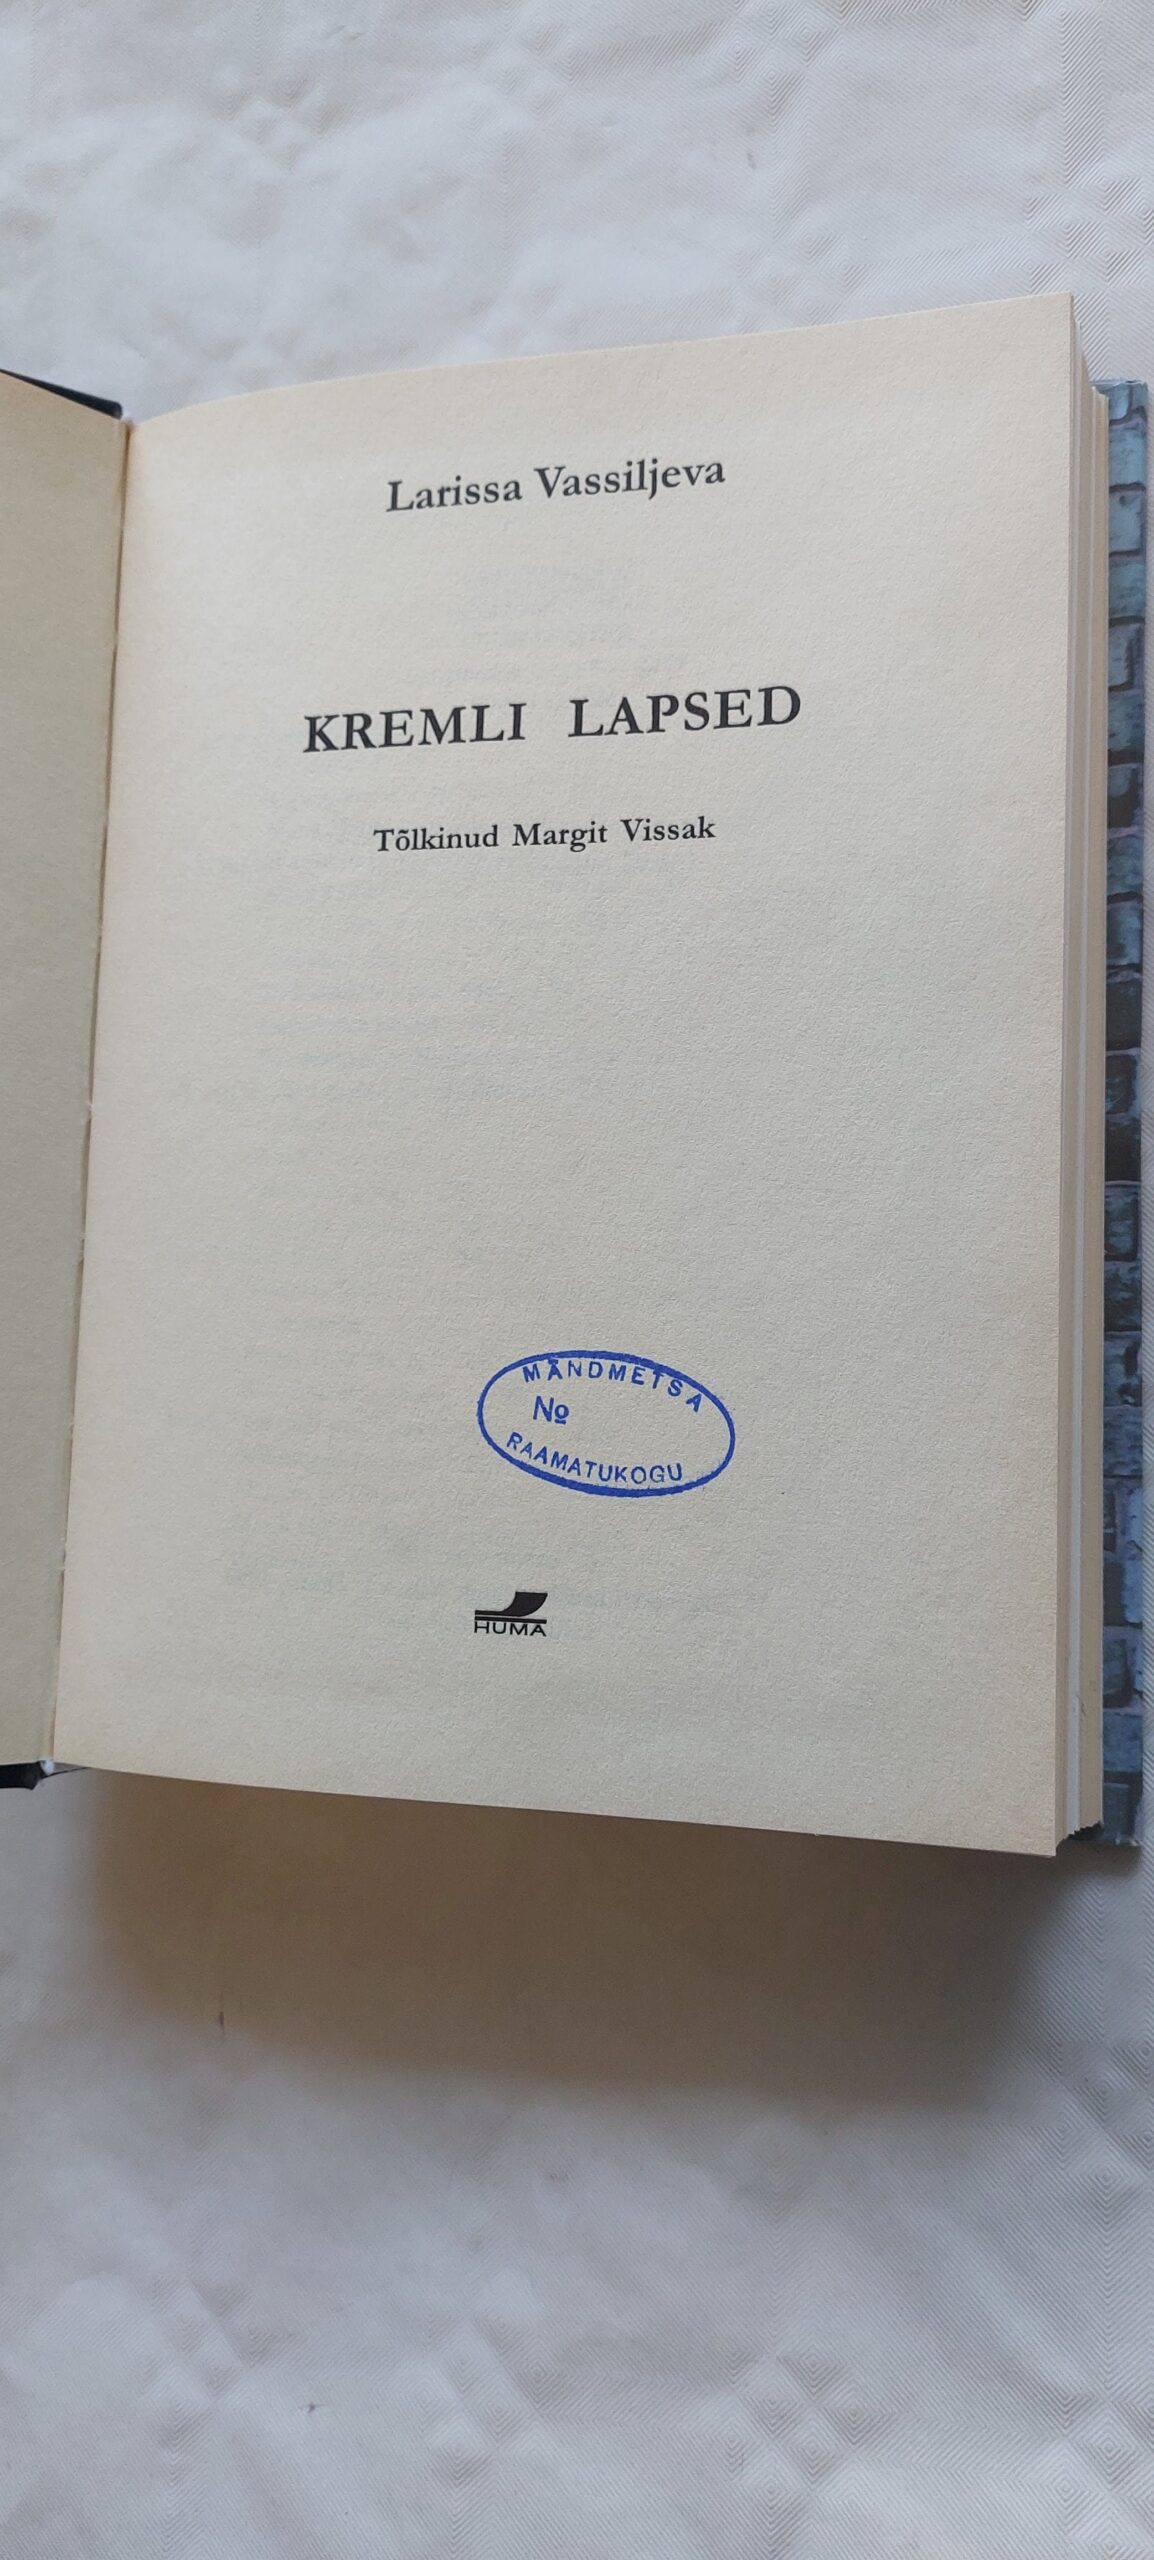 Larissa Vassiljeva
KREMLI LAPSED
Tõlkinud Margit Vissak
MÄNDMETSA
№
RAAMATUKOGU
HUMA